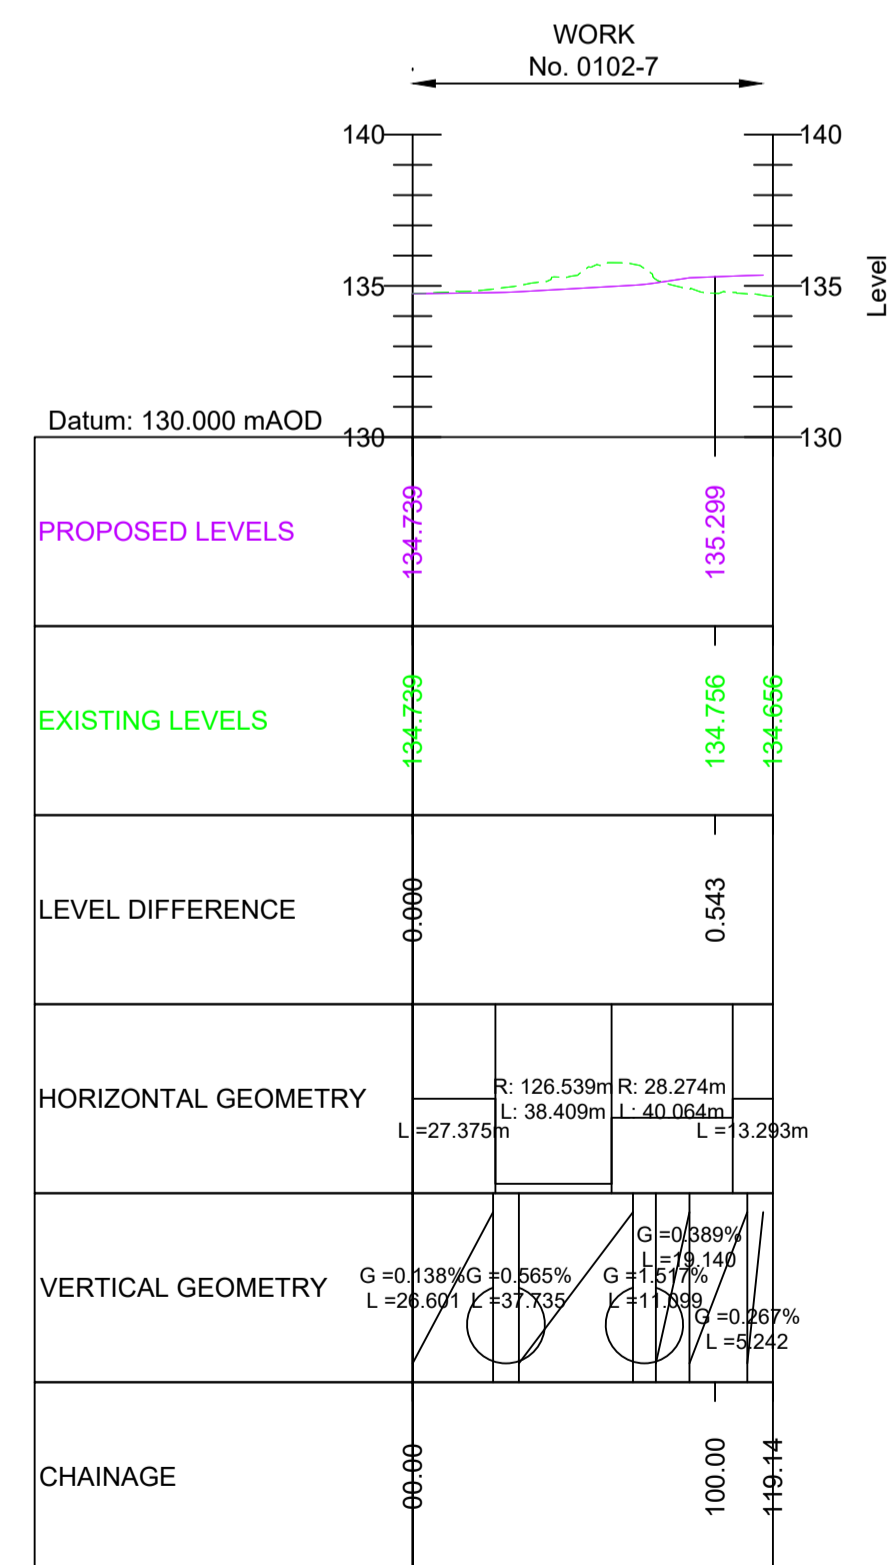 WORK
No. 0102-7
140
140
135
135
Level
Datum: 130.000 mAOD
130
130
PROPOSED LEVELS
134.739
135.299
EXISTING LEVELS
134.739
134.756
134.656
LEVEL DIFFERENCE
0.000
0.543
HORIZONTAL GEOMETRY
L =27.375m
R: 126.539m
L: 38.409m
R: 28.274m
L: 40.064m
L =13.293m
VERTICAL GEOMETRY
G =0.138%
L =26.601
G =0.565%
L =37.735
G =1.517%
L =11.099
G =0.389%
L =19.140
G =0.267%
L =5.242
CHAINAGE
00.00
100.00
119.14